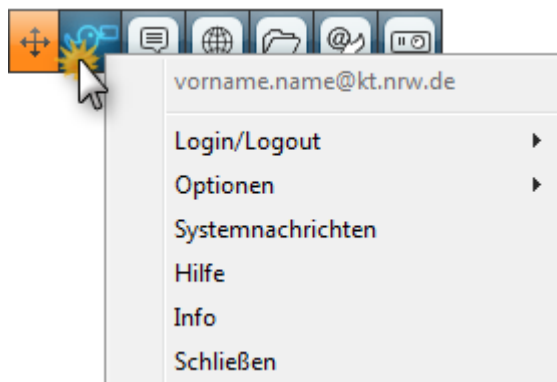 vorname.name@kt.nrw.de
Login/Logout
Optionen
Systemnachrichten
Hilfe
Info
Schließen